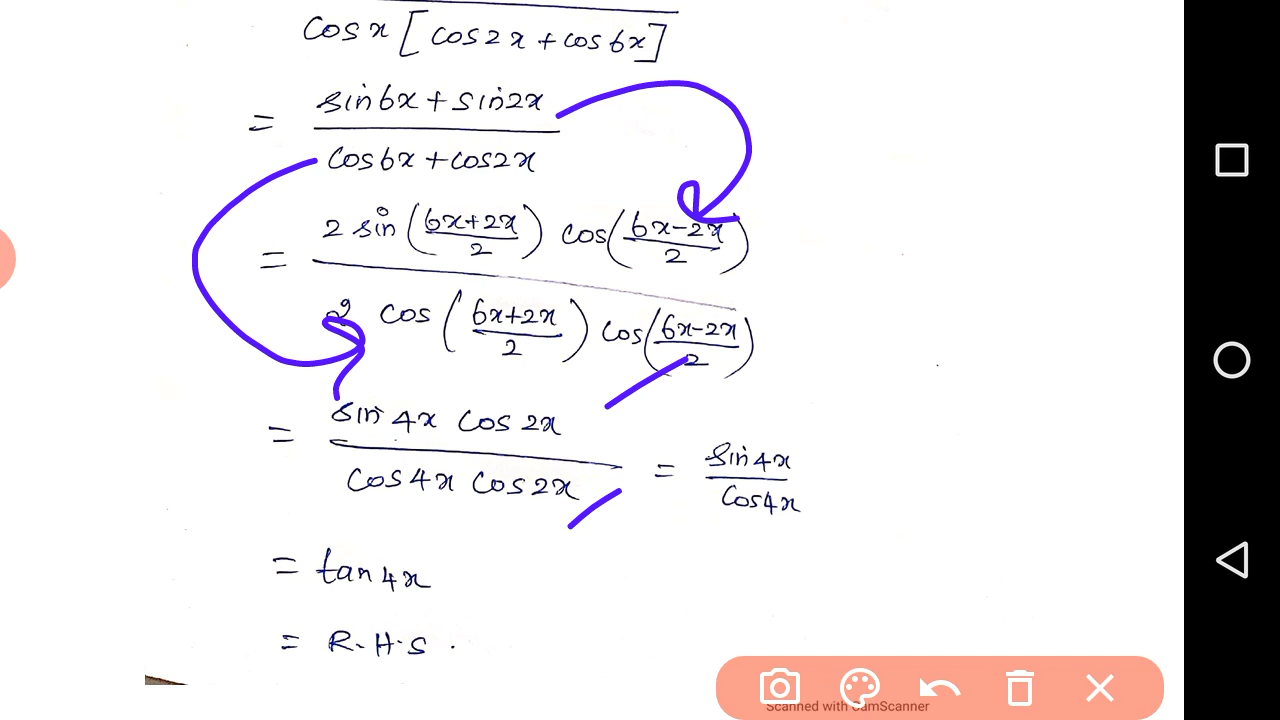 cos x [cos 2x + cos 6x]
= sin 6x + sin 2x
cos 6x + cos 2x
= 2 sin (6x+2x / 2) cos (6x-2x / 2)
2 cos (6x+2x / 2) cos (6x-2x / 2)
= sin 4x cos 2x
cos 4x cos 2x
= sin 4x
cos 4x
= tan 4x
= R.H.S.
Scanned with CamScanner